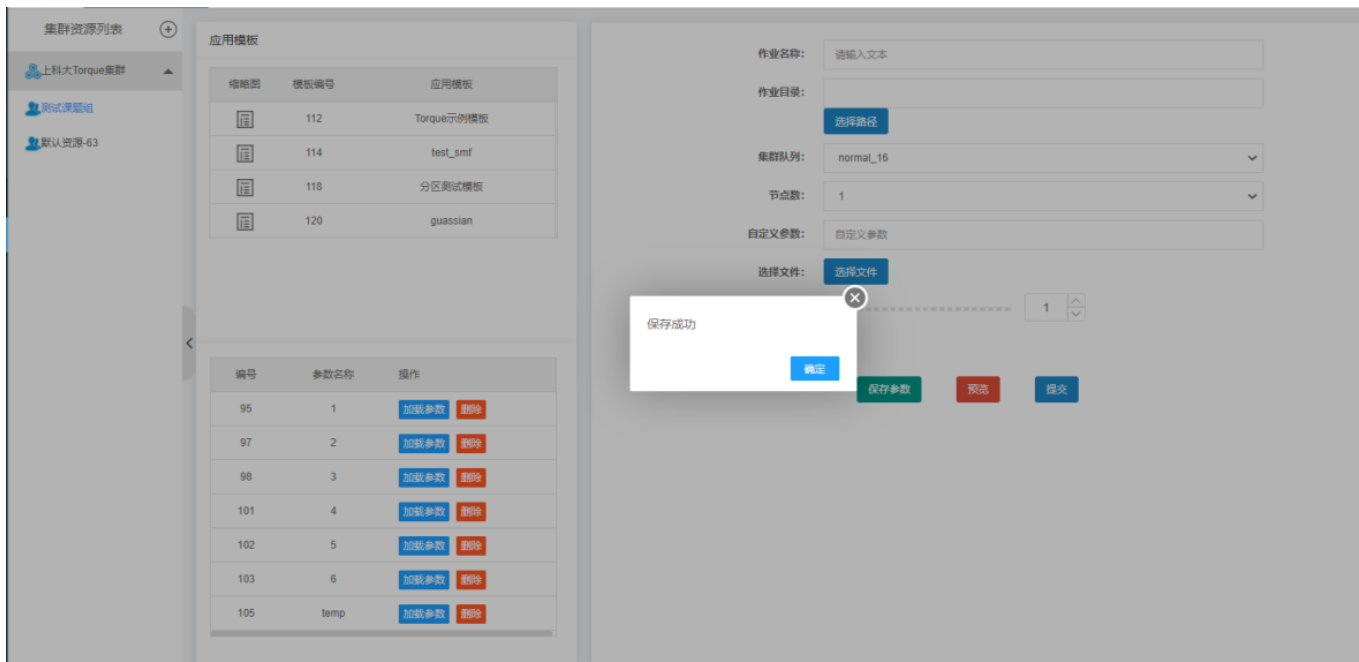 集群资源列表
上科大Torque集群
测试课题组
默认资源-63
应用模板
缩略图 模板编号 应用模板
112 Torque示例模板
114 test_smf
118 分区测试模板
120 guassian
编号 参数名称 操作
95 1 加载参数 删除
97 2 加载参数 删除
98 3 加载参数 删除
101 4 加载参数 删除
102 5 加载参数 删除
103 6 加载参数 删除
105 temp 加载参数 删除
作业名称: 请输入文本
作业目录:
选择路径
集群队列: normal_16
节点数: 1
自定义参数: 自定义参数
选择文件: 选择文件
1
保存成功
确定
保存参数 预览 提交